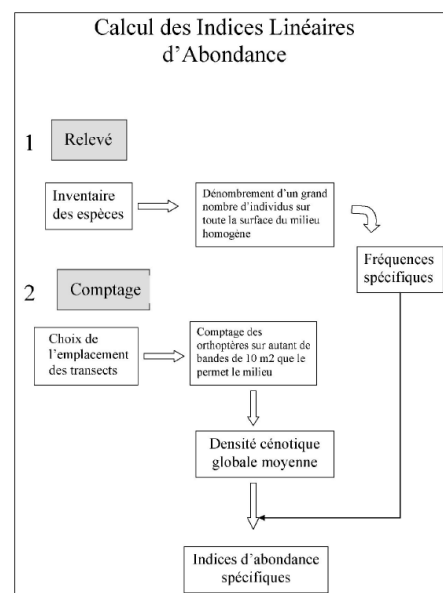 Calcul des Indices Linéaires
d'Abondance
1 Relevé
Inventaire
des espèces
Dénombrement d'un grand
nombre d'individus sur
toute la surface du milieu
homogène
Fréquences
spécifiques
2 Comptage
Choix de
l'emplacement
des transects
Comptage des
orthoptères sur autant de
bandes de 10 m2 que le
permet le milieu
Densité cénotique
globale moyenne
Indices d'abondance
spécifiques